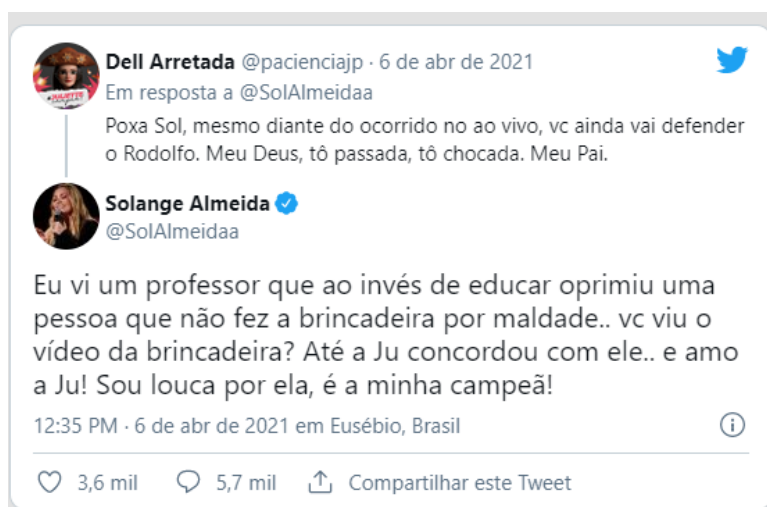 Dell Arretada @pacienciajp · 6 de abr de 2021
Em resposta a @SolAlmeidaa
Poxa Sol, mesmo diante do ocorrido no ao vivo, vc ainda vai defender
o Rodolfo. Meu Deus, tô passada, tô chocada. Meu Pai.
Solange Almeida
@SolAlmeidaa
Eu vi um professor que ao invés de educar oprimiu uma
pessoa que não fez a brincadeira por maldade.. vc viu o
vídeo da brincadeira? Até a Ju concordou com ele.. e amo
a Ju! Sou louca por ela, é a minha campeã!
12:35 PM · 6 de abr de 2021 em Eusébio, Brasil
3,6 mil 5,7 mil Compartilhar este Tweet